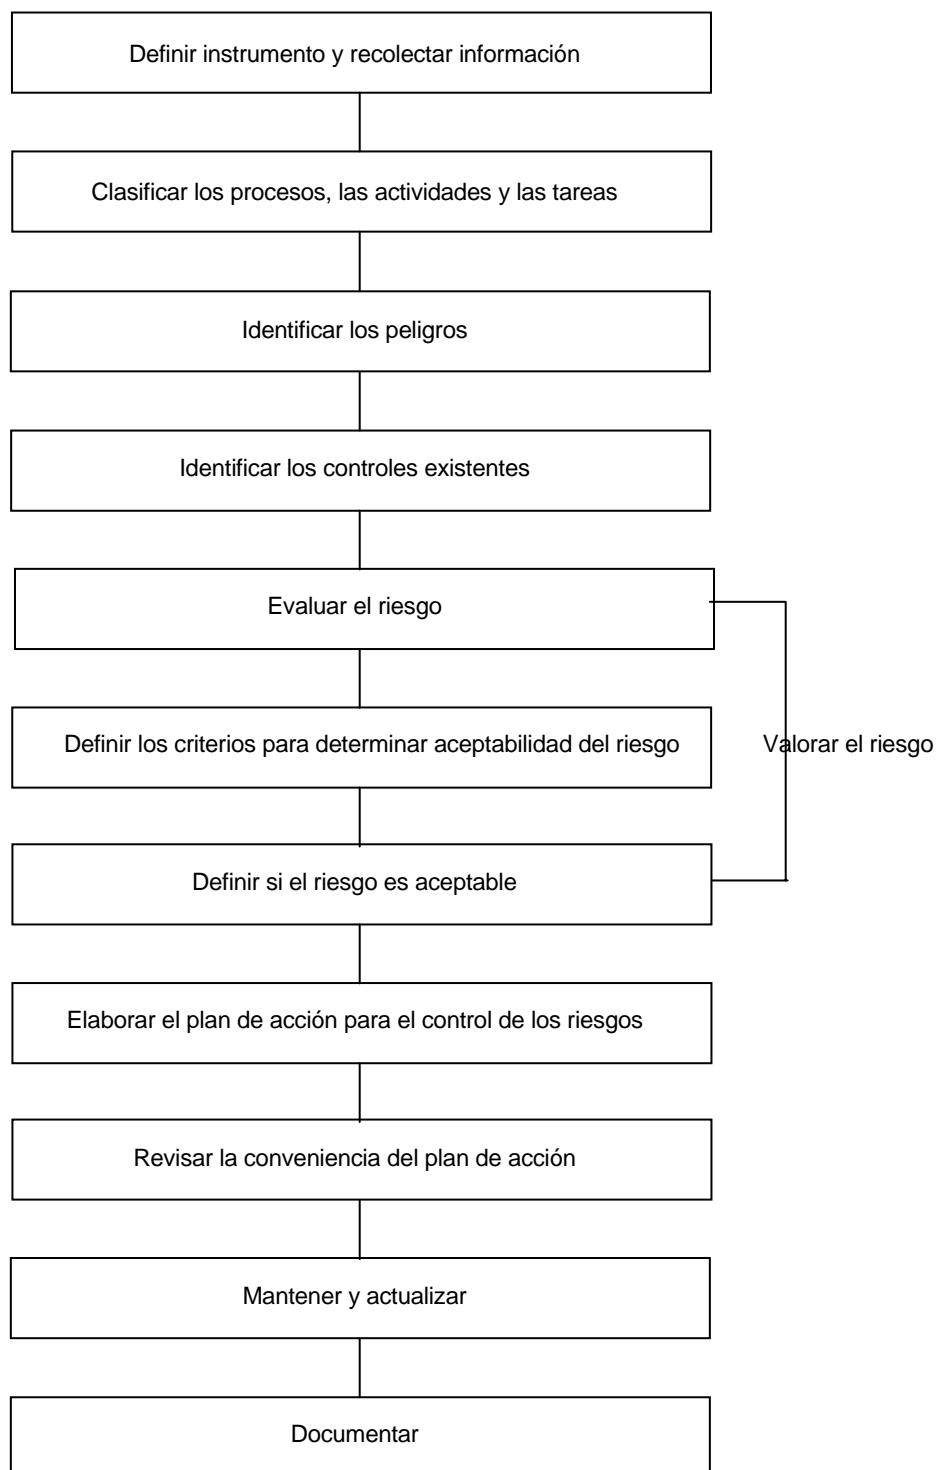 Definir instrumento y recolectar información
Clasificar los procesos, las actividades y las tareas
Identificar los peligros
Identificar los controles existentes
Evaluar el riesgo
Definir los criterios para determinar aceptabilidad del riesgo
Valorar el riesgo
Definir si el riesgo es aceptable
Elaborar el plan de acción para el control de los riesgos
Revisar la conveniencia del plan de acción
Mantener y actualizar
Documentar